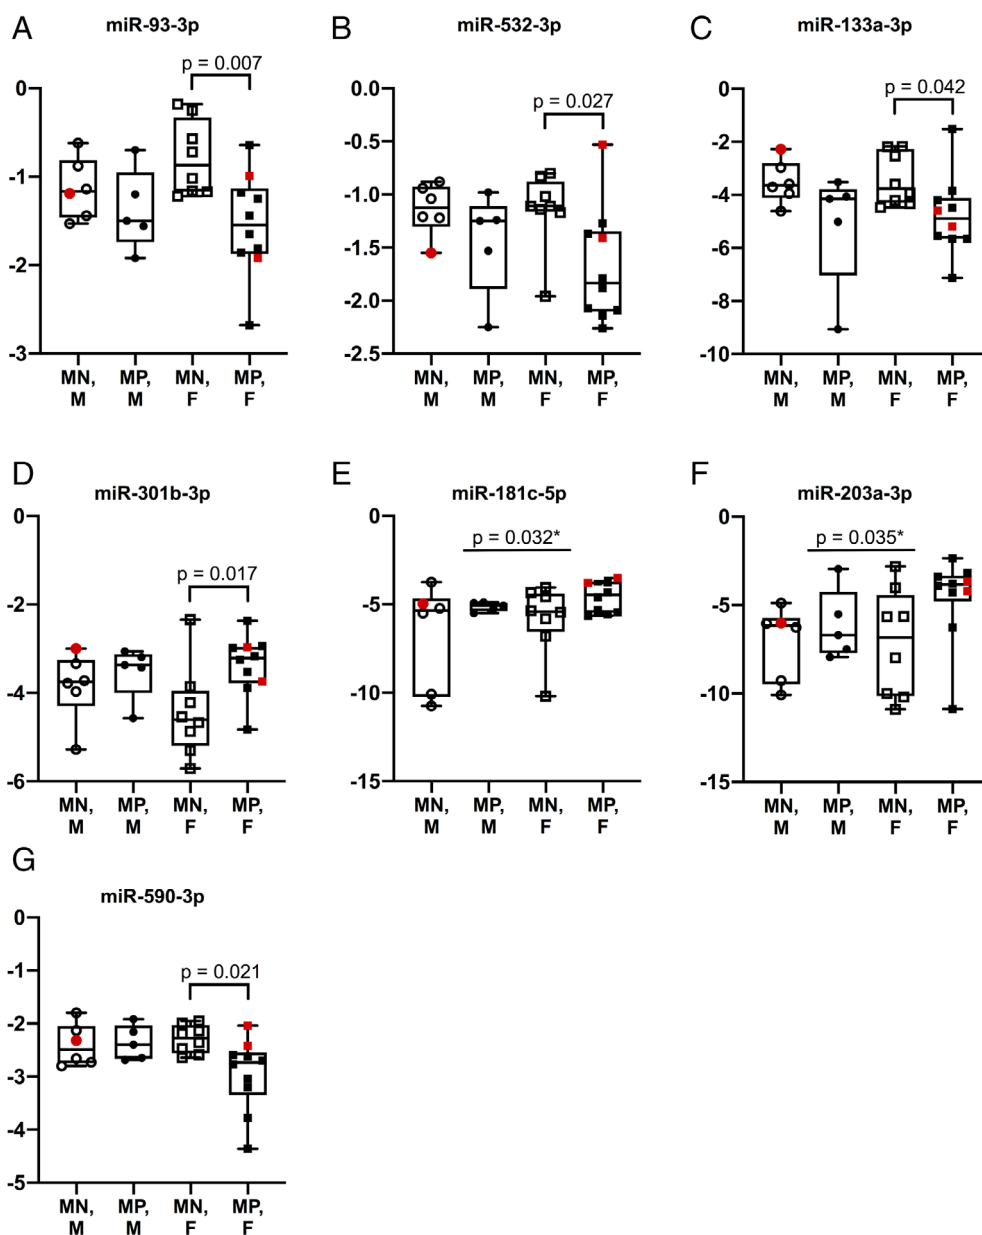 A
miR-93-3p
p = 0.007
0
-1
-2
-3
MN, MP, MN, MP,
M M F F
B
miR-532-3p
p = 0.027
0.0
-0.5
-1.0
-1.5
-2.0
-2.5
MN, MP, MN, MP,
M M F F
C
miR-133a-3p
p = 0.042
0
-2
-4
-6
-8
-10
MN, MP, MN, MP,
M M F F
D
miR-301b-3p
p = 0.017
0
-2
-4
-6
MN, MP, MN, MP,
M M F F
E
miR-181c-5p
p = 0.032*
0
-5
-10
-15
MN, MP, MN, MP,
M M F F
F
miR-203a-3p
p = 0.035*
0
-5
-10
-15
MN, MP, MN, MP,
M M F F
G
miR-590-3p
p = 0.021
0
-1
-2
-3
-4
-5
MN, MP, MN, MP,
M M F F